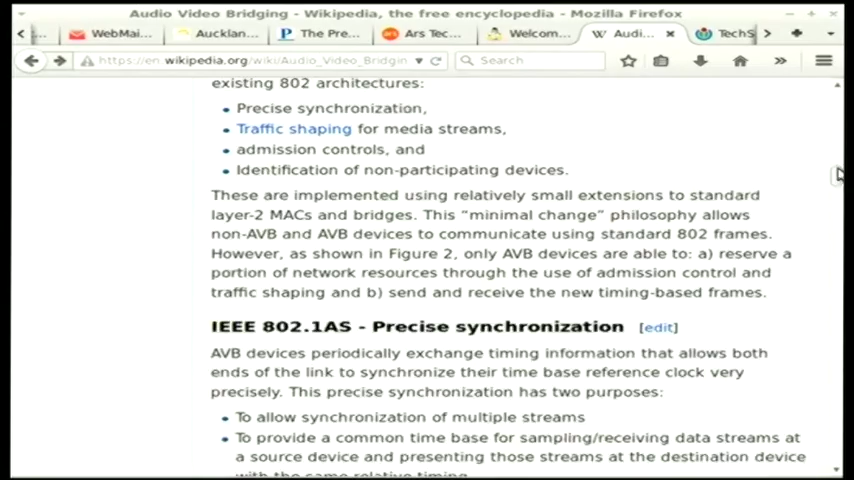 Audio Video Bridging - Wikipedia, the free encyclopedia - Mozilla Firefox
... WebMai... Aucklan... The Pre... Ars Tec... Welcom... W Audi... TechS
https://en.wikipedia.org/wiki/Audio_Video_Bridgin Search
existing 802 architectures:
• Precise synchronization,
• Traffic shaping for media streams,
• admission controls, and
• Identification of non-participating devices.
These are implemented using relatively small extensions to standard
layer-2 MACs and bridges. This “minimal change” philosophy allows
non-AVB and AVB devices to communicate using standard 802 frames.
However, as shown in Figure 2, only AVB devices are able to: a) reserve a
portion of network resources through the use of admission control and
traffic shaping and b) send and receive the new timing-based frames.
IEEE 802.1AS - Precise synchronization [edit]
AVB devices periodically exchange timing information that allows both
ends of the link to synchronize their time base reference clock very
precisely. This precise synchronization has two purposes:
• To allow synchronization of multiple streams
• To provide a common time base for sampling/receiving data streams at
a source device and presenting those streams at the destination device
with the same relative timing